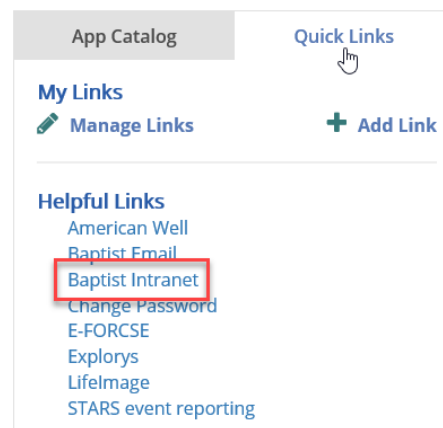 App Catalog Quick Links
My Links
Manage Links Add Link
Helpful Links
American Well
Baptist Email
Baptist Intranet
Change Password
E-FORCSE
Explorys
LifeImage
STARS event reporting